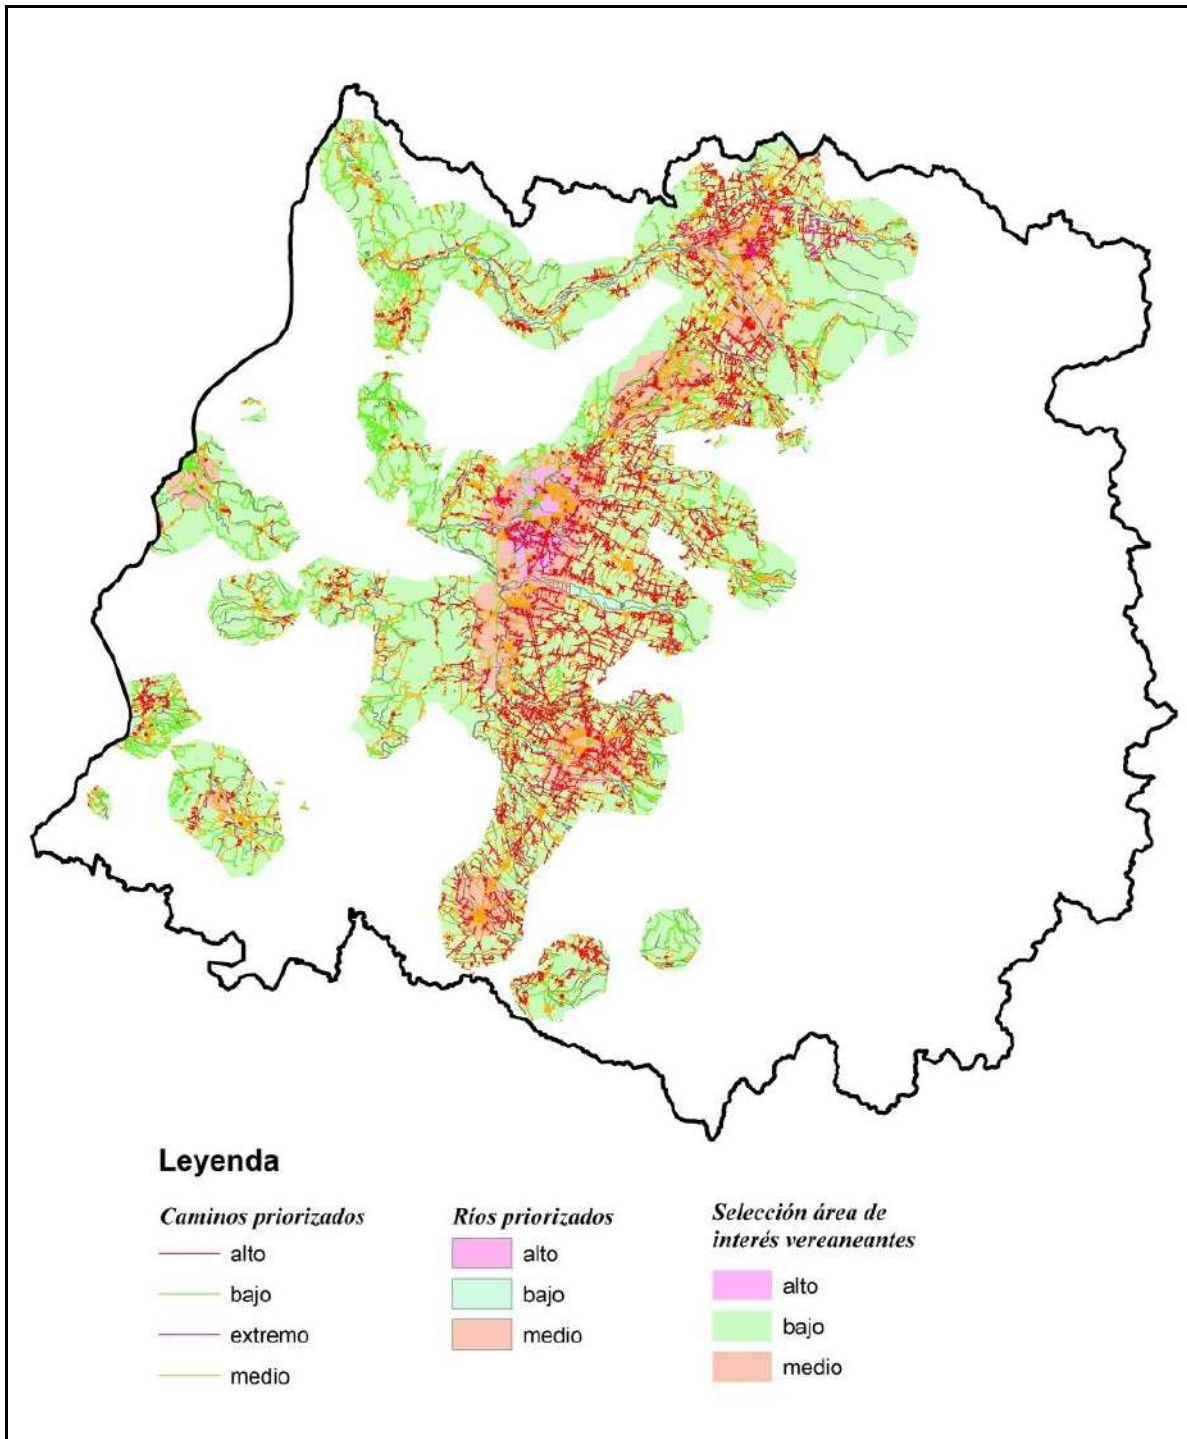 Leyenda
Caminos priorizados
alto
bajo
extremo
medio
Ríos priorizados
alto
bajo
medio
Selección área de
interés vereaneantes
alto
bajo
medio